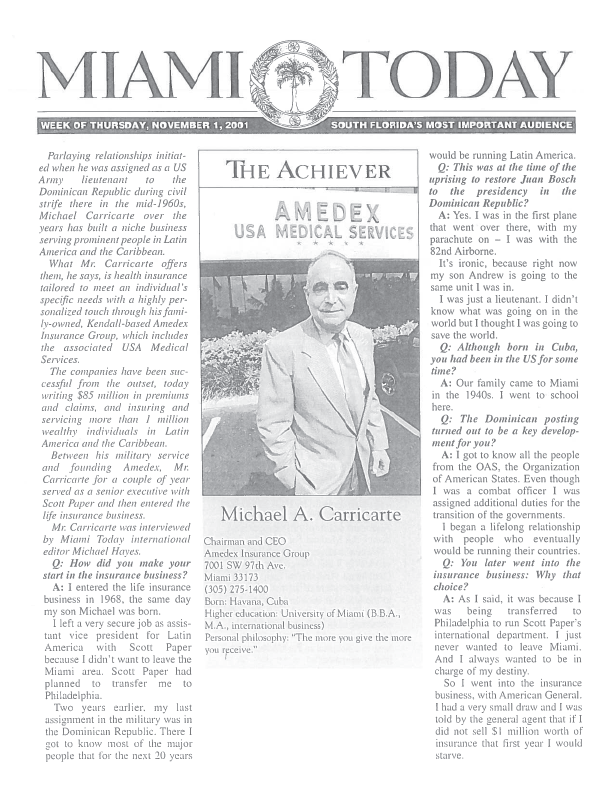 MIAMI TODAY
WEEK OF THURSDAY, NOVEMBER 1, 2001
SOUTH FLORIDA'S MOST IMPORTANT AUDIENCE
Parlaying relationships initiat-
ed when he was assigned as a US
Army lieutenant to the
Dominican Republic during civil
strife there in the mid-1960s,
Michael Carricarte over the
years has built a niche business
serving prominent people in Latin
America and the Caribbean.
What Mr. Carricarte offers
them, he says, is health insurance
tailored to meet an individual's
specific needs with a highly per-
sonalized touch through his fami-
ly-owned, Kendall-based Amedex
Insurance Group, which includes
the associated USA Medical
Services.
The companies have been suc-
cessful from the outset, today
writing $85 million in premiums
and claims, and insuring and
servicing more than 1 million
wealthy individuals in Latin
America and the Caribbean.
Between his military service
and founding Amedex, Mr.
Carricarte for a couple of year
served as a senior executive with
Scott Paper and then entered the
life insurance business.
Mr. Carricarte was interviewed
by Miami Today international
editor Michael Hayes.
Q: How did you make your
start in the insurance business?
A: I entered the life insurance
business in 1968, the same day
my son Michael was born.
I left a very secure job as assis-
tant vice president for Latin
America with Scott Paper
because I didn't want to leave the
Miami area. Scott Paper had
planned to transfer me to
Philadelphia.
Two years earlier, my last
assignment in the military was in
the Dominican Republic. There I
got to know most of the major
people that for the next 20 years
THE ACHIEVER
AMEDEX
USA MEDICAL SERVICES
Michael A. Carricarte
Chairman and CEO
Amedex Insurance Group
7001 SW 97th Ave.
Miami 33173
(305) 275-1400
Born: Havana, Cuba
Higher education: University of Miami (B.B.A.,
M.A., international business)
Personal philosophy: "The more you give the more
you receive."
would be running Latin America.
Q: This was at the time of the
uprising to restore Juan Bosch
to the presidency in the
Dominican Republic?
A: Yes. I was in the first plane
that went over there, with my
parachute on – I was with the
82nd Airborne.
It's ironic, because right now
my son Andrew is going to the
same unit I was in.
I was just a lieutenant. I didn't
know what was going on in the
world but I thought I was going to
save the world.
Q: Although born in Cuba,
you had been in the US for some
time?
A: Our family came to Miami
in the 1940s. I went to school
here.
Q: The Dominican posting
turned out to be a key develop-
ment for you?
A: I got to know all the people
from the OAS, the Organization
of American States. Even though
I was a combat officer I was
assigned additional duties for the
transition of the governments.
I began a lifelong relationship
with people who eventually
would be running their countries.
Q: You later went into the
insurance business: Why that
choice?
A: As I said, it was because I
was being transferred to
Philadelphia to run Scott Paper's
international department. I just
never wanted to leave Miami.
And I always wanted to be in
charge of my destiny.
So I went into the insurance
business, with American General.
I had a very small draw and I was
told by the general agent that if I
did not sell $1 million worth of
insurance that first year I would
starve.